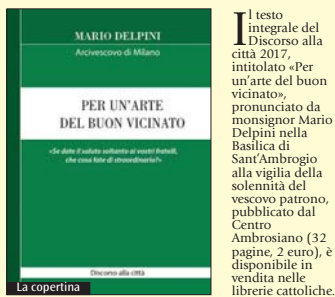 MARIO DELPINI
Arcivescovo di Milano
PER UN'ARTE
DEL BUON VICINATO
«Se date il saluto soltanto ai vostri fratelli,
che cosa fate di straordinario?»
Discorso alla città
La copertina
Il testo
integrale del
Discorso alla
città 2017,
intitolato «Per
un'arte del buon
vicinato»,
pronunciato da
monsignor Mario
Delpini nella
Basilica di
Sant'Ambrogio
alla vigilia della
solennità del
vescovo patrono,
pubblicato dal
Centro
Ambrosiano (32
pagine, 2 euro), è
disponibile in
vendita nelle
librerie cattoliche.